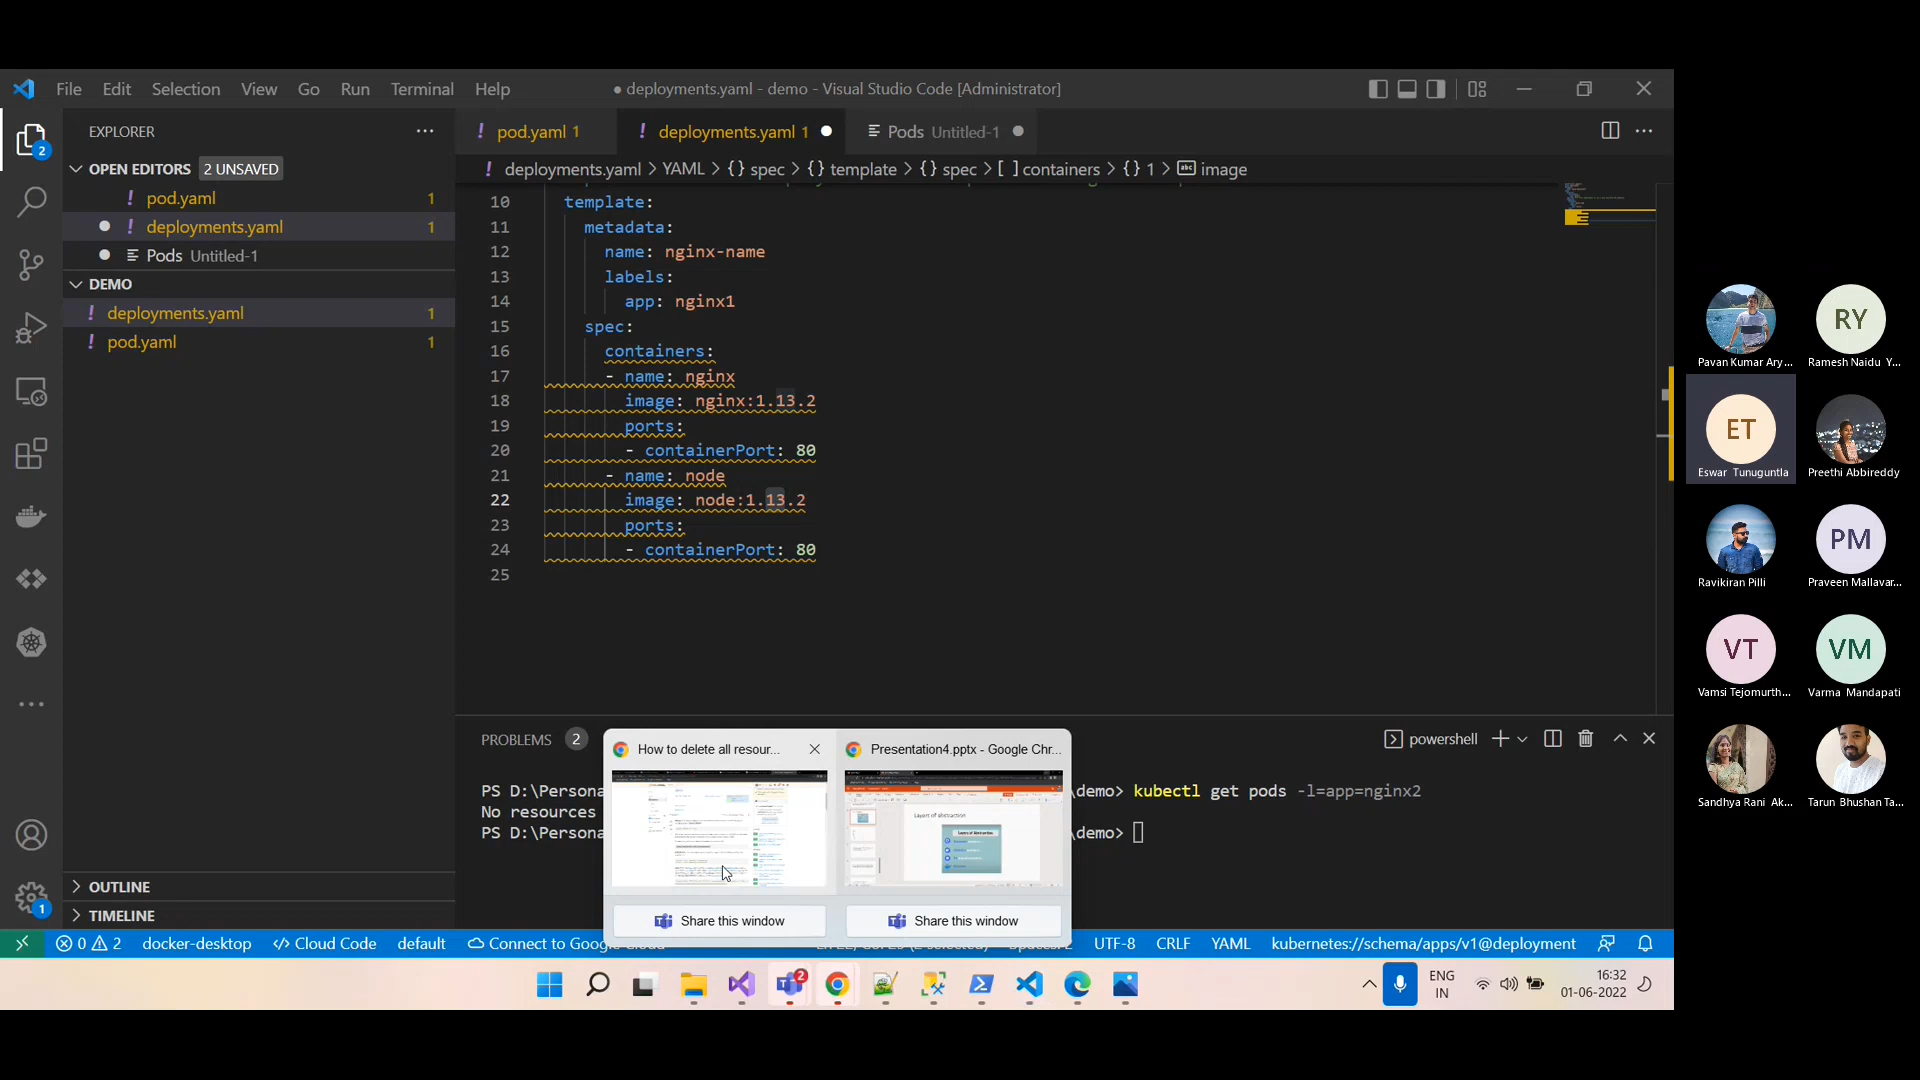 File Edit Selection View Go Run Terminal Help
● deployments.yaml - demo - Visual Studio Code [Administrator]
EXPLORER
OPEN EDITORS 2 UNSAVED
! pod.yaml 1
! deployments.yaml 1
Pods Untitled-1
DEMO
! deployments.yaml 1
! pod.yaml 1
OUTLINE
TIMELINE
2
1
! pod.yaml 1
! deployments.yaml 1
Pods Untitled-1
! deployments.yaml > YAML > {} spec > {} template > {} spec > [ ] containers > {} 1 > abc image
10 template:
11 metadata:
12 name: nginx-name
13 labels:
14 app: nginx1
15 spec:
16 containers:
17 - name: nginx
18 image: nginx:1.13.2
19 ports:
20 - containerPort: 80
21 - name: node
22 image: node:1.13.2
23 ports:
24 - containerPort: 80
25
PROBLEMS 2
powershell
PS D:\Persona
\demo> kubectl get pods -l=app=nginx2
No resources
PS D:\Persona
\demo>
How to delete all resour...
Presentation4.pptx - Google Chr...
Layers of abstraction
Share this window
Share this window
0 2 docker-desktop Cloud Code default Connect to Goog
UTF-8 CRLF YAML kubernetes://schema/apps/v1@deployment
2
ENG
IN
16:32
01-06-2022
Pavan Kumar Ary...
RY
Ramesh Naidu Y...
ET
Eswar Tunuguntla
Preethi Abbireddy
Ravikiran Pilli
PM
Praveen Mallavar...
VT
Vamsi Tejomurth...
VM
Varma Mandapati
Sandhya Rani Ak...
Tarun Bhushan Ta...